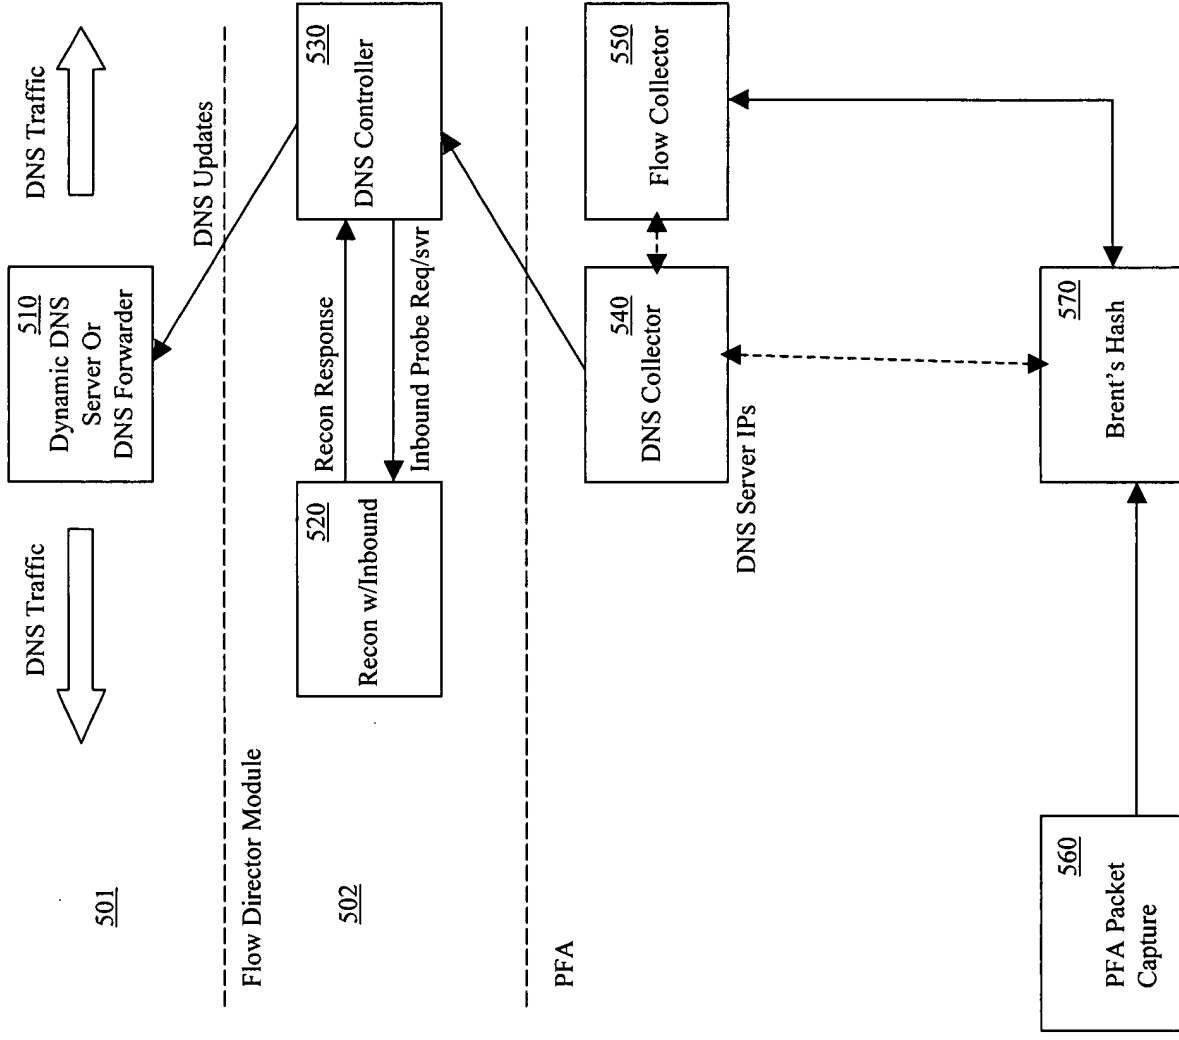 DNS Traffic
DNS Traffic
501
510
Dynamic DNS
Server Or
DNS Forwarder
DNS Updates
Flow Director Module
502
520
Recon w/Inbound
Recon Response
Inbound Probe Req/svr
530
DNS Controller
PFA
540
DNS Collector
550
Flow Collector
DNS Server IPs
560
PFA Packet
Capture
570
Brent's Hash